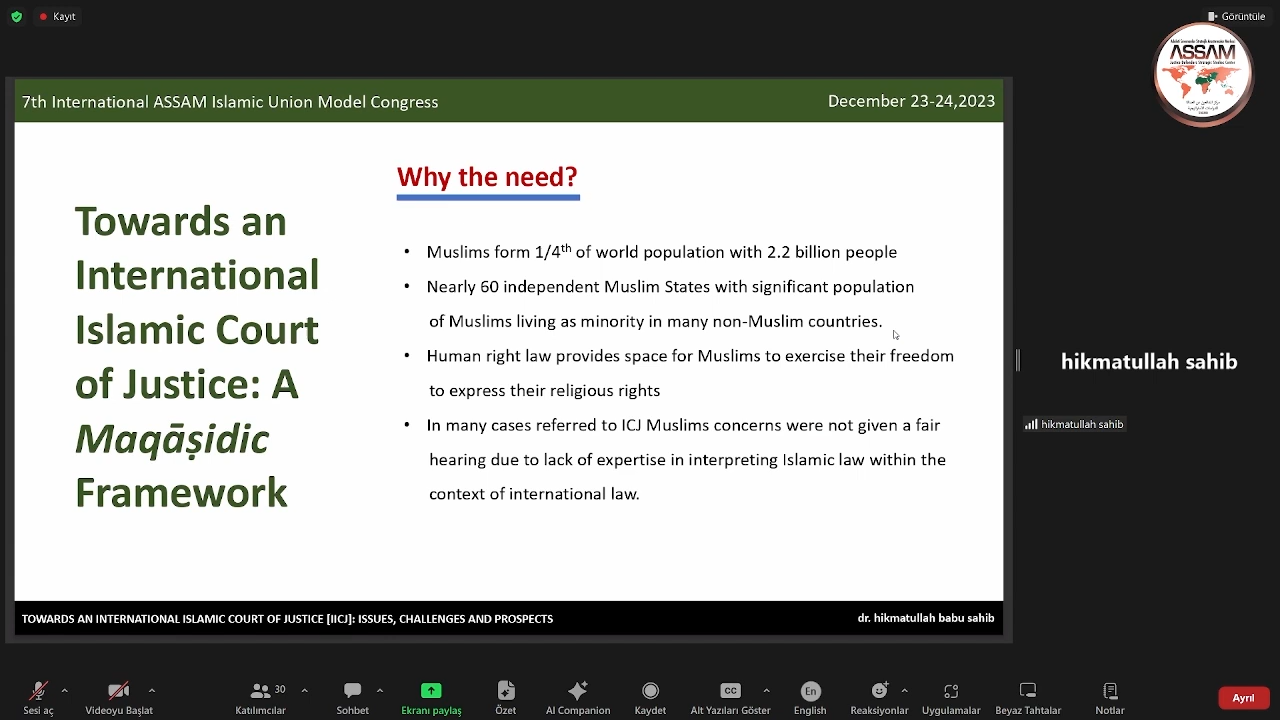 Kayıt
Görüntüle
ASSAM
7th International ASSAM Islamic Union Model Congress
December 23-24,2023
Why the need?
Towards an
International
Islamic Court
of Justice: A
Maqāṣidic
Framework
• Muslims form 1/4th of world population with 2.2 billion people
• Nearly 60 independent Muslim States with significant population
of Muslims living as minority in many non-Muslim countries.
• Human right law provides space for Muslims to exercise their freedom
to express their religious rights
• In many cases referred to ICJ Muslims concerns were not given a fair
hearing due to lack of expertise in interpreting Islamic law within the
context of international law.
hikmatullah sahib
hikmatullah sahib
TOWARDS AN INTERNATIONAL ISLAMIC COURT OF JUSTICE [IICJ]: ISSUES, CHALLENGES AND PROSPECTS
dr. hikmatullah babu sahib
30
CC
En
Sesi aç
Videoyu Başlat
Katılımcılar
Sohbet
Ekranı paylaş
Özet
AI Companion
Kaydet
Alt Yazıları Göster
English
Reaksiyonlar
Uygulamalar
Beyaz Tahtalar
Notlar
Ayrıl